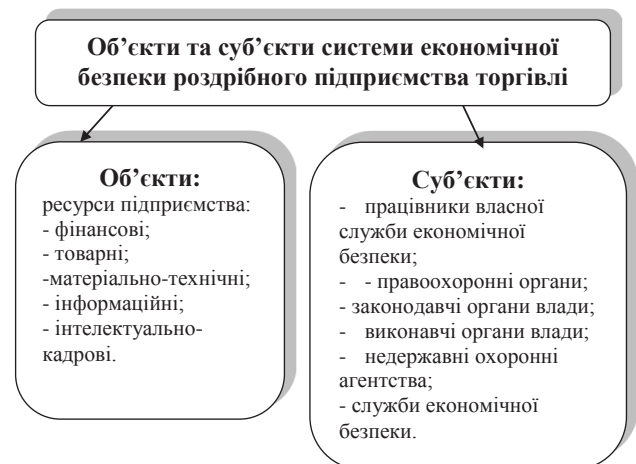 Об’єкти та суб’єкти системи економічної
безпеки роздрібного підприємства торгівлі
Об’єкти:
ресурси підприємства:
- фінансові;
- товарні;
-матеріально-технічні;
- інформаційні;
- інтелектуально-
кадрові.
Суб’єкти:
- працівники власної
служби економічної
безпеки;
- - правоохоронні органи;
- законодавчі органи влади;
- виконавчі органи влади;
- недержавні охоронні
агентства;
- служби економічної
безпеки.